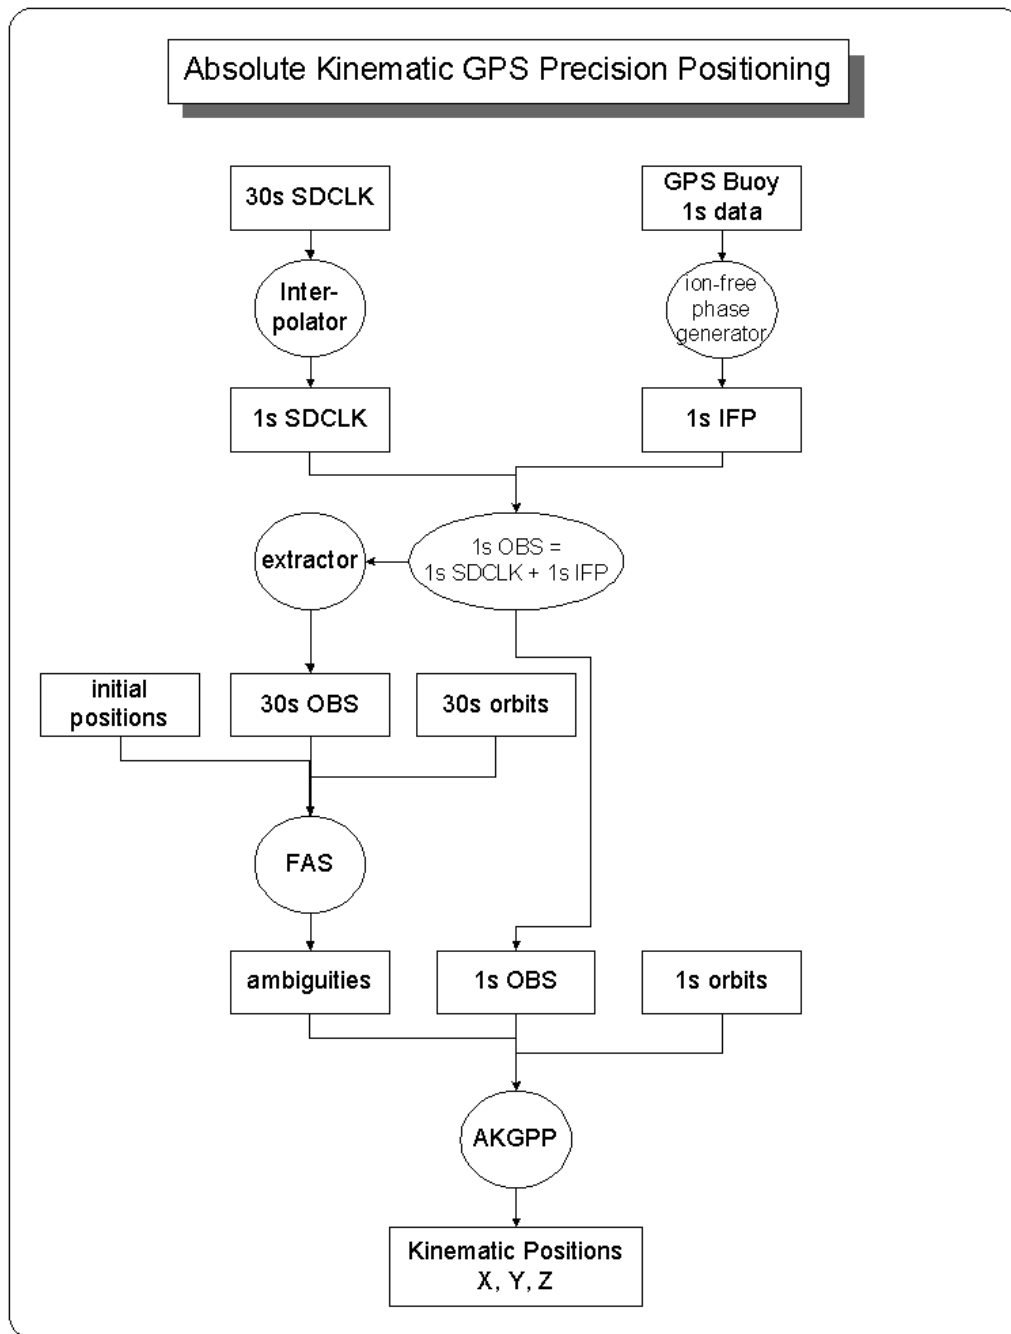 Absolute Kinematic GPS Precision Positioning
30s SDCLK
GPS Buoy
1s data
Inter-
polator
ion-free
phase
generator
1s SDCLK
1s IFP
extractor
1s OBS =
1s SDCLK + 1s IFP
initial
positions
30s OBS
30s orbits
FAS
ambiguities
1s OBS
1s orbits
AKGPP
Kinematic Positions
X, Y, Z